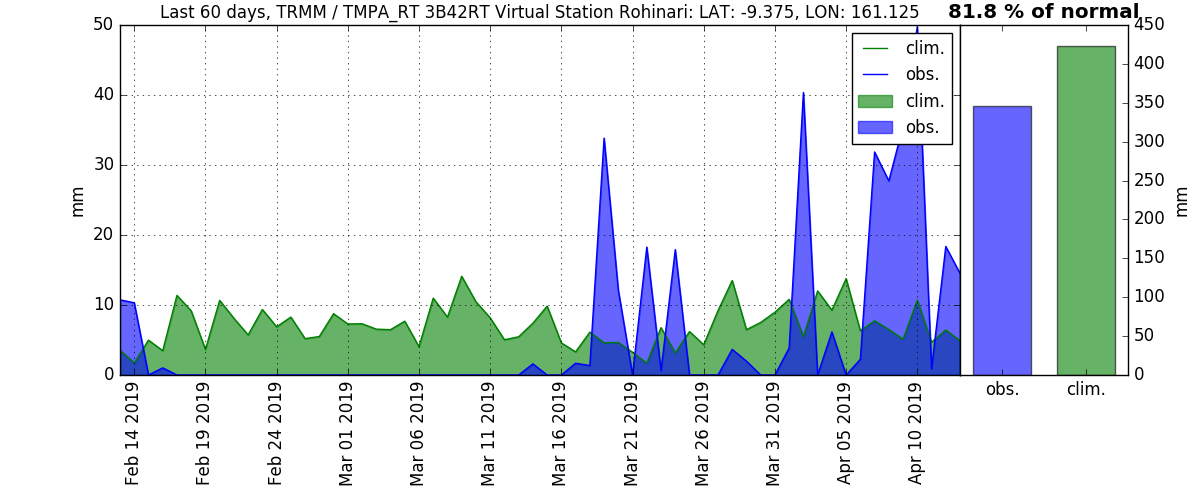 Last 60 days, TRMM / TMPA_RT 3B42RT Virtual Station Rohinari: LAT: -9.375, LON: 161.125
81.8 % of normal
50
40
30
20
10
0
mm
clim.
obs.
clim.
obs.
450
400
350
300
250
200
150
100
50
0
mm
Feb 14 2019
Feb 19 2019
Feb 24 2019
Mar 01 2019
Mar 06 2019
Mar 11 2019
Mar 16 2019
Mar 21 2019
Mar 26 2019
Mar 31 2019
Apr 05 2019
Apr 10 2019
obs.
clim.